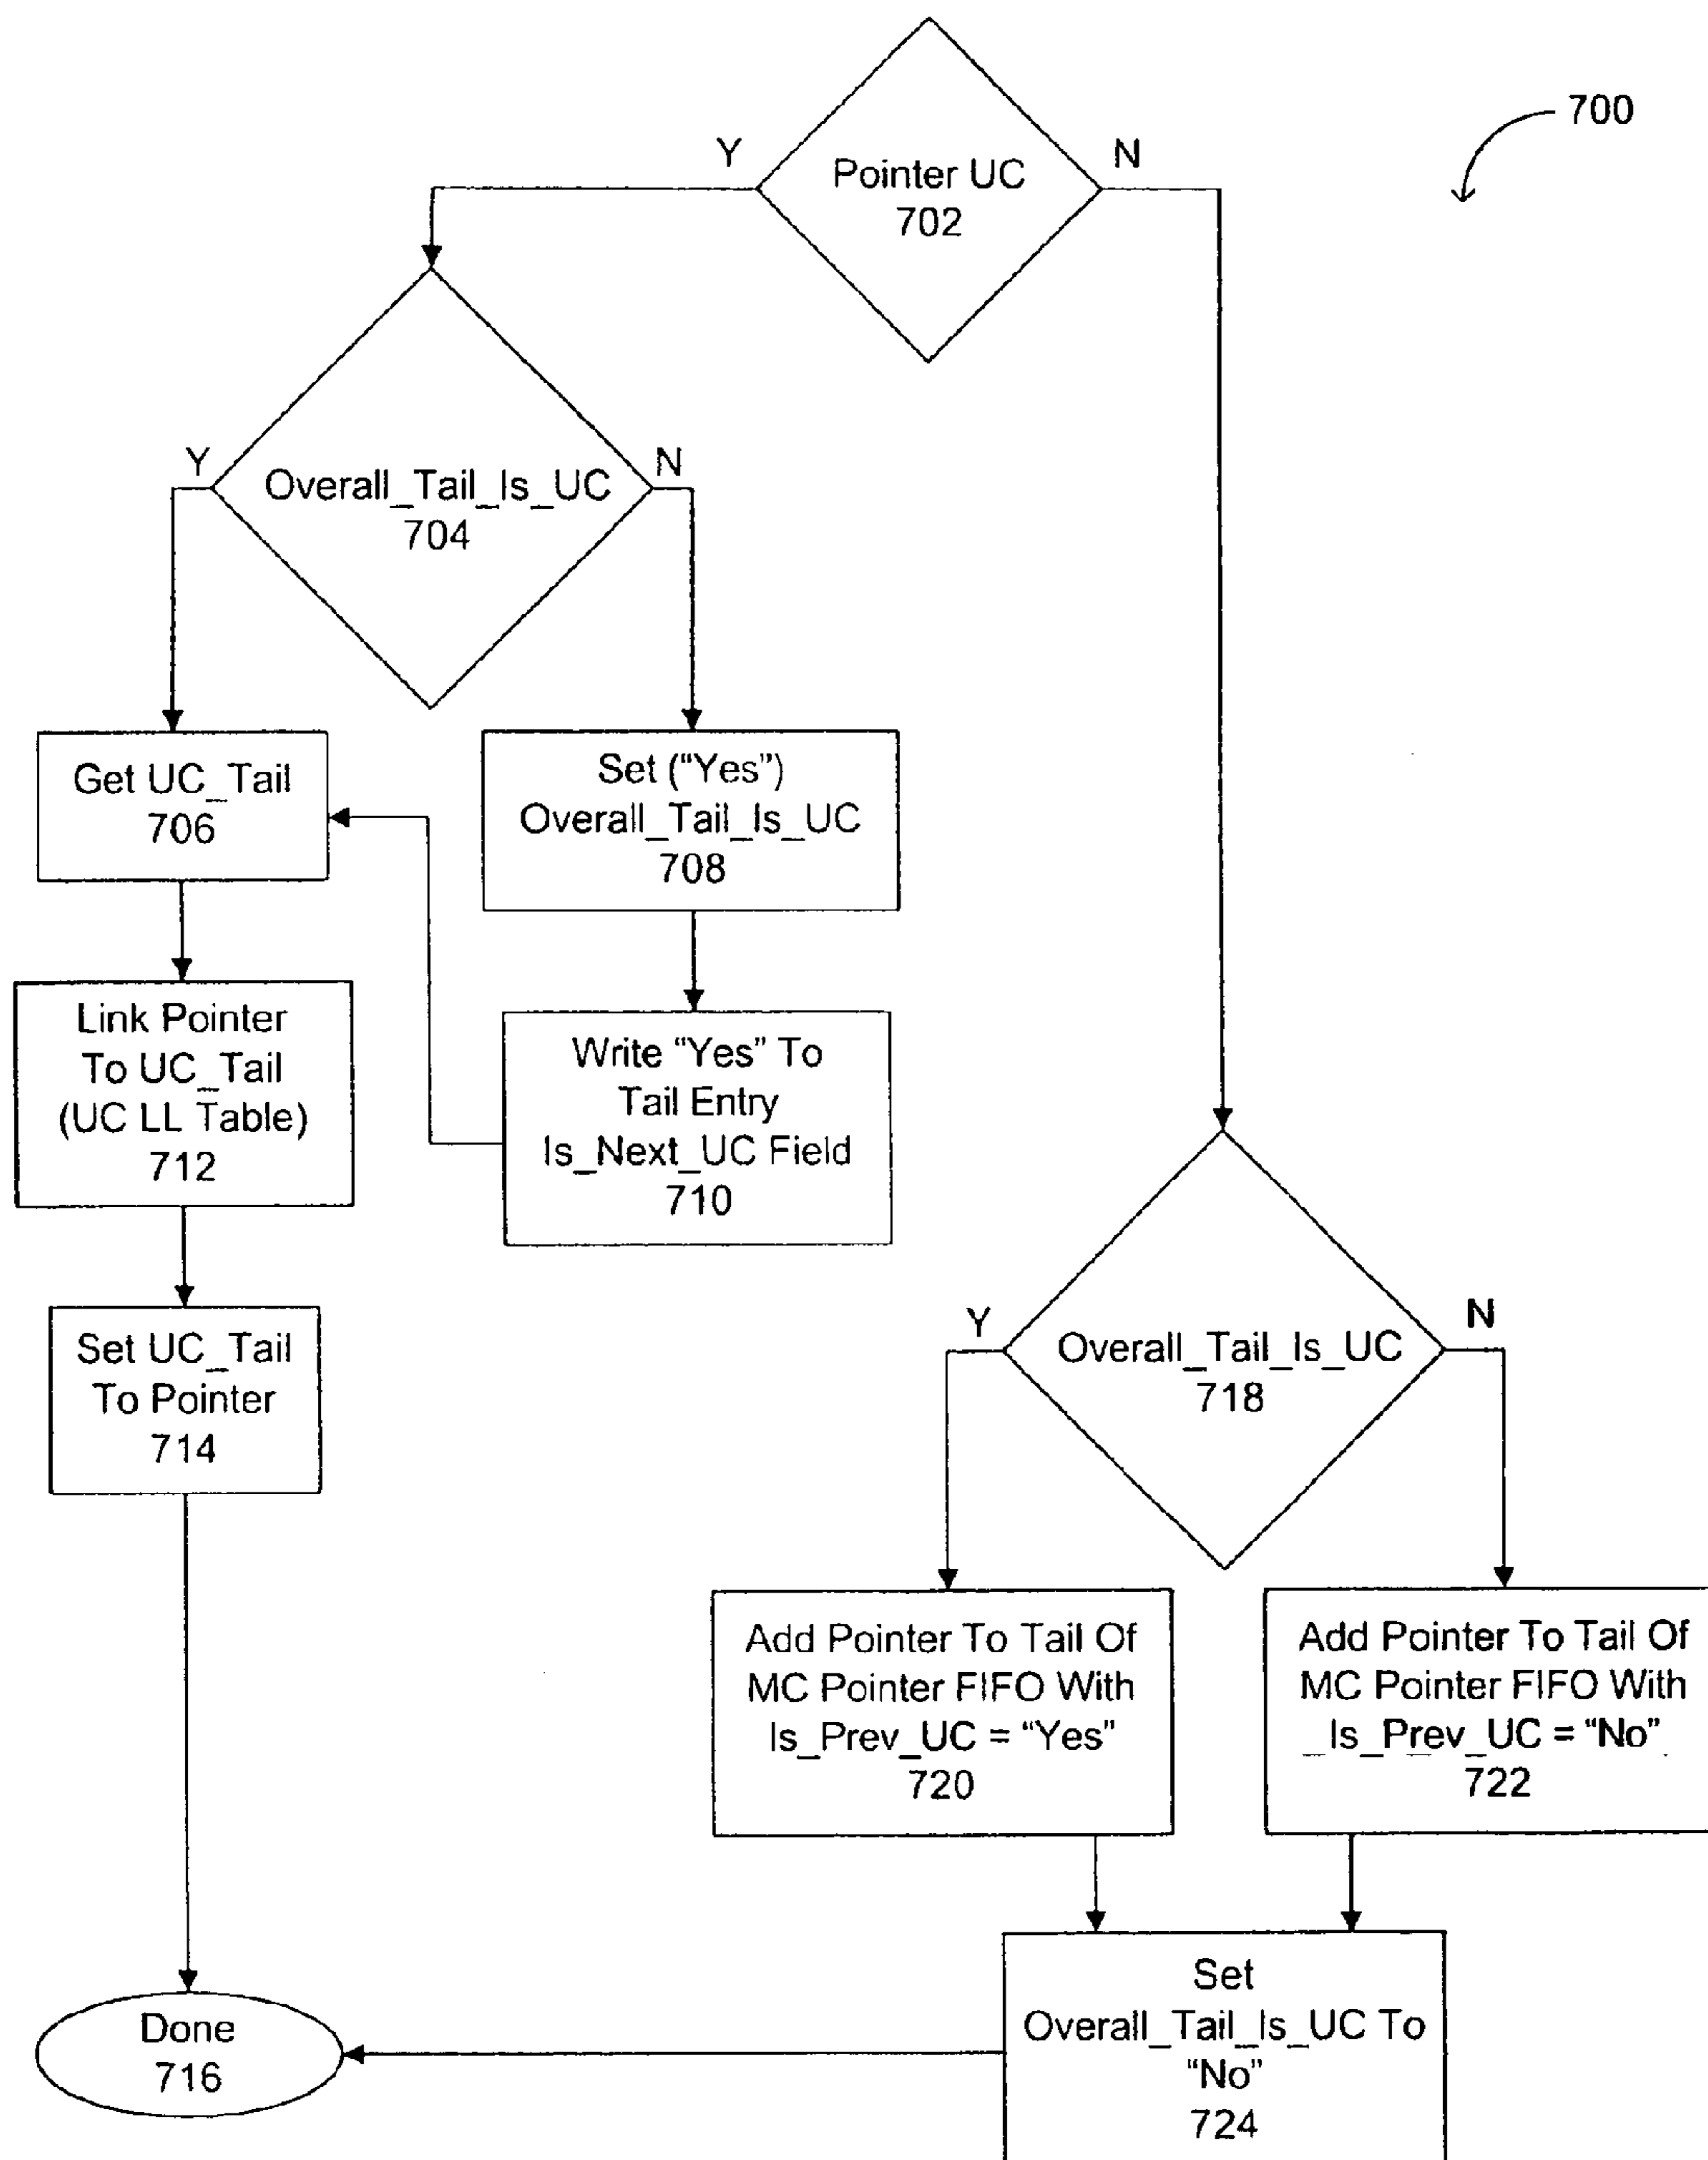 700
Y
N
Pointer UC
702
Y
N
Overall_Tail_Is_UC
704
Get UC_Tail
706
Set (“Yes”)
Overall_Tail_Is_UC
708
Link Pointer
To UC_Tail
(UC LL Table)
712
Write “Yes” To
Tail Entry
Is_Next_UC Field
710
Set UC_Tail
To Pointer
714
Y
N
Overall_Tail_Is_UC
718
Add Pointer To Tail Of
MC Pointer FIFO With
Is_Prev_UC = “Yes”
720
Add Pointer To Tail Of
MC Pointer FIFO With
Is_Prev_UC = “No”
722
Done
716
Set
Overall_Tail_Is_UC To
“No”
724